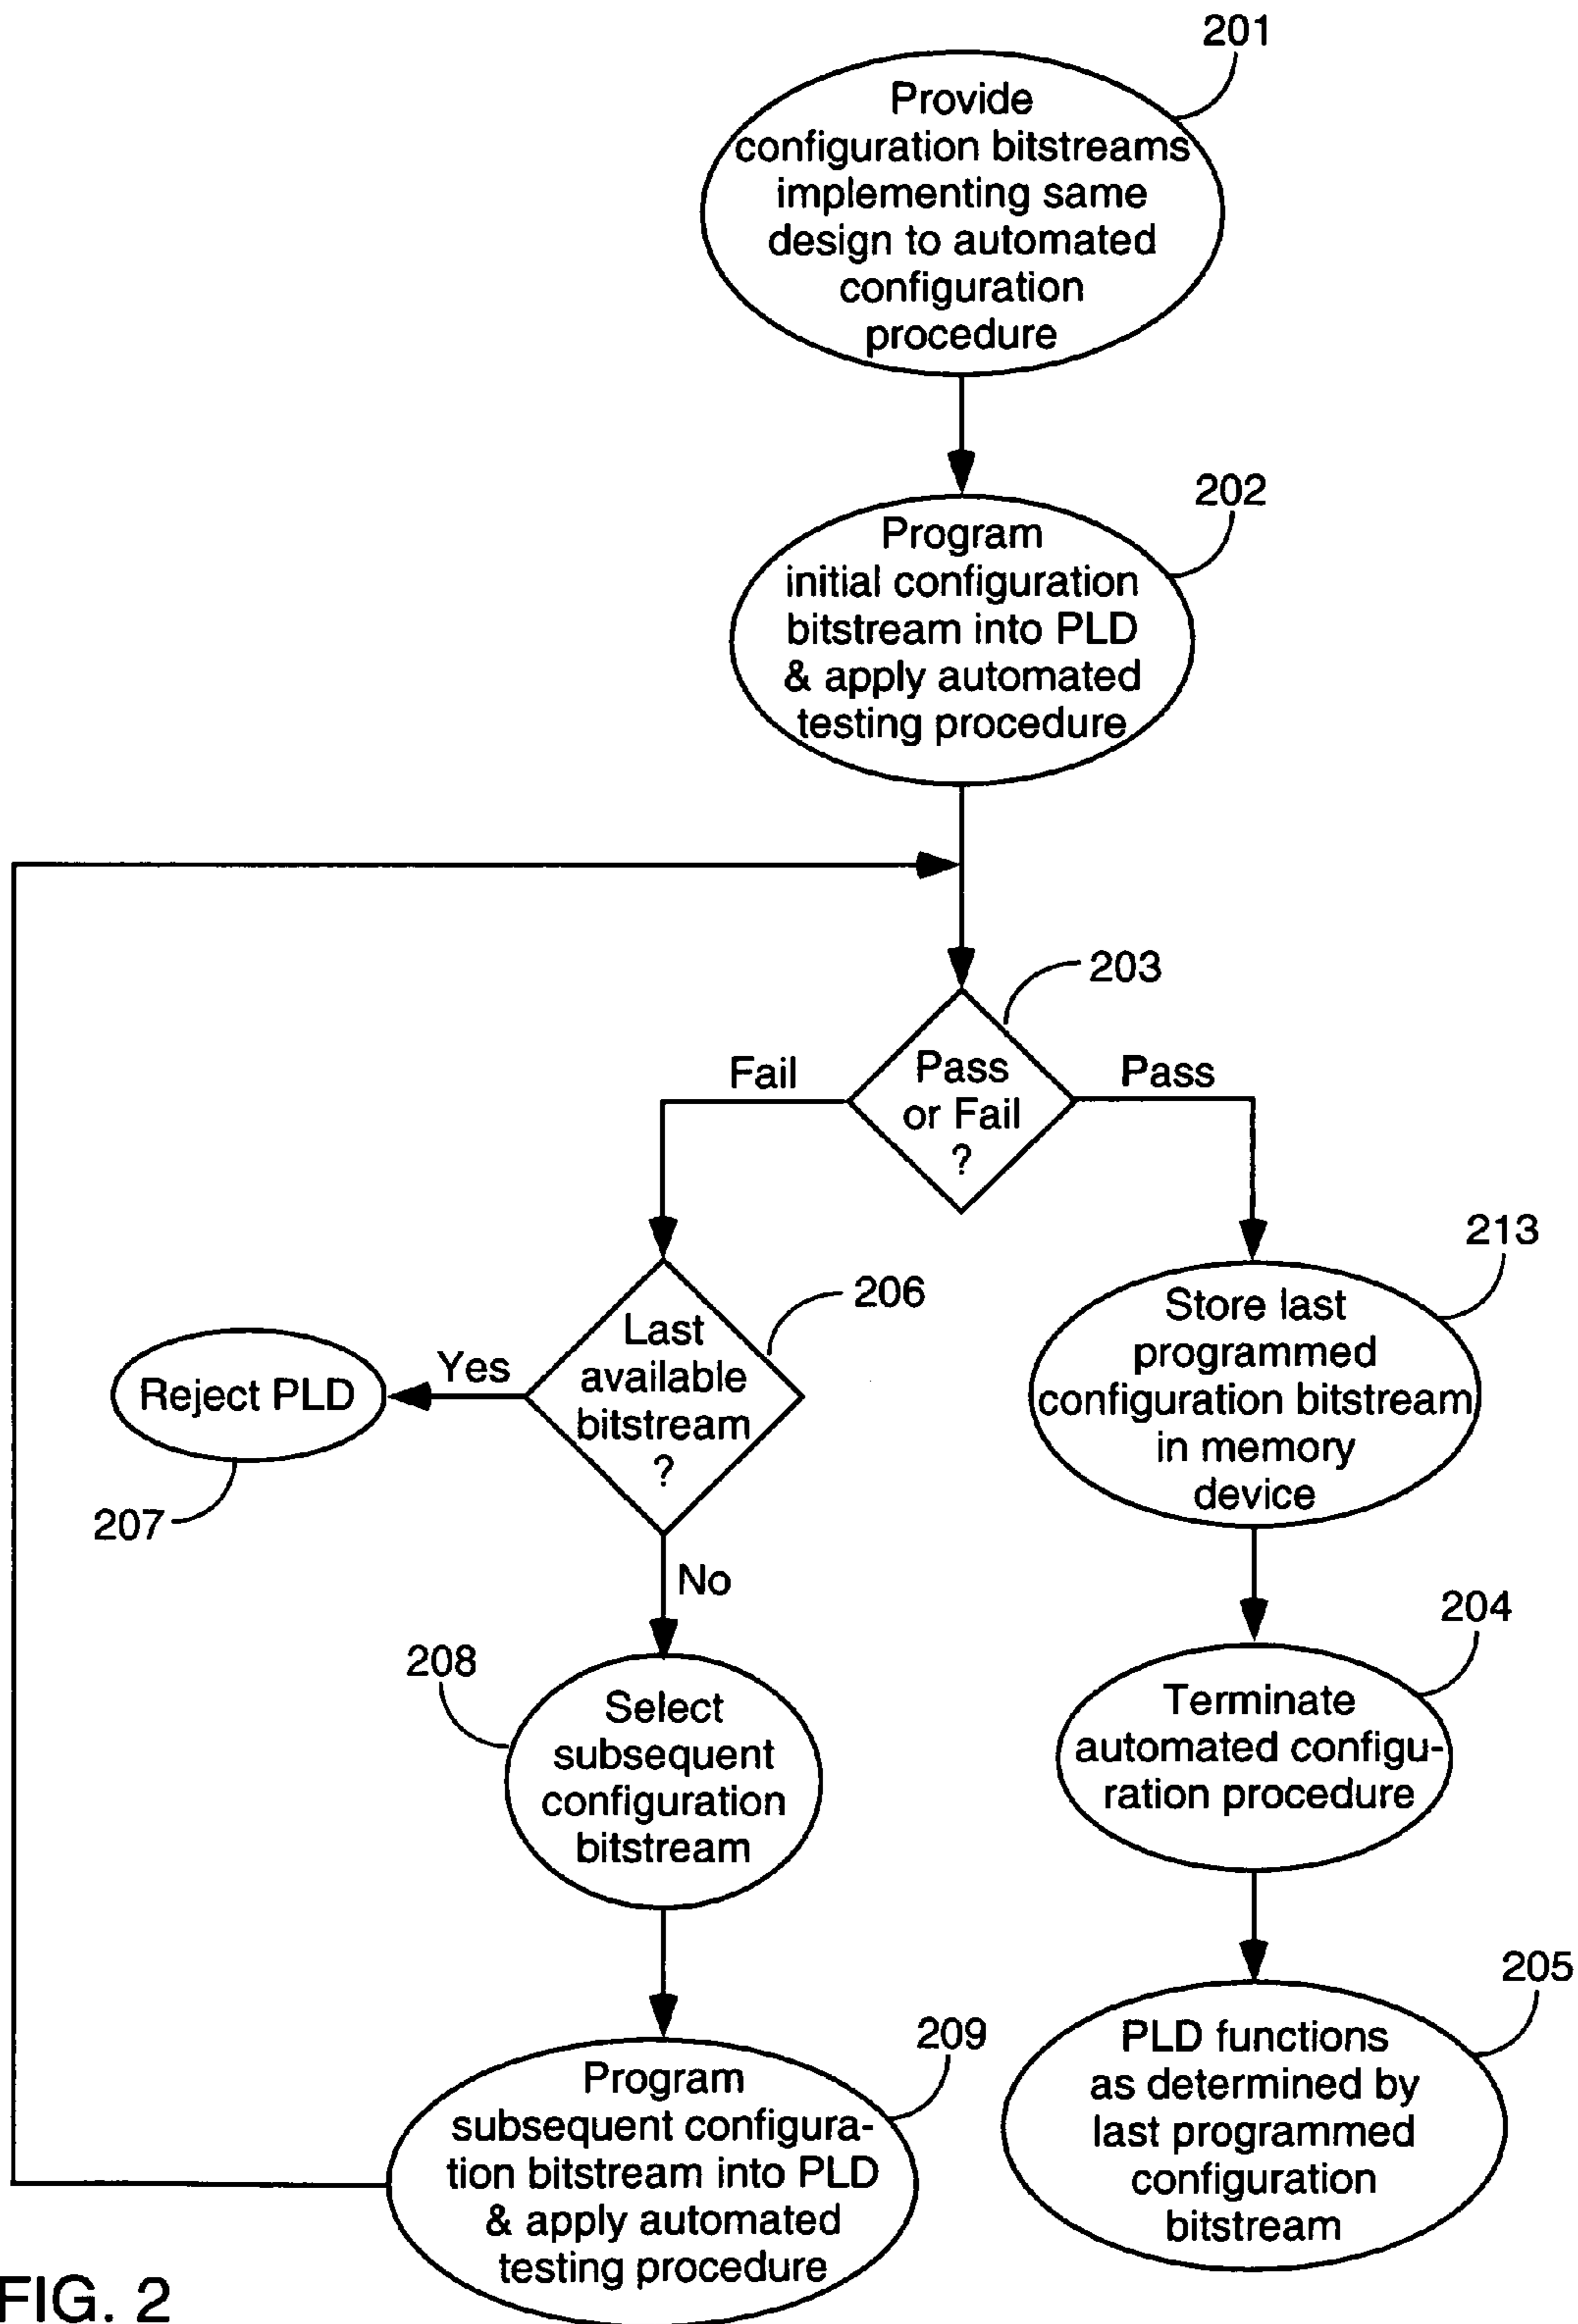 201
Provide
configuration bitstreams
implementing same
design to automated
configuration
procedure
202
Program
initial configuration
bitstream into PLD
& apply automated
testing procedure
203
Fail
Pass
or Fail
?
Pass
213
206
Last
available
bitstream
?
Yes
Reject PLD
207
Store last
programmed
configuration bitstream
in memory
device
No
208
Select
subsequent
configuration
bitstream
204
Terminate
automated configu-
ration procedure
209
Program
subsequent configura-
tion bitstream into PLD
& apply automated
testing procedure
205
PLD functions
as determined by
last programmed
configuration
bitstream
FIG. 2